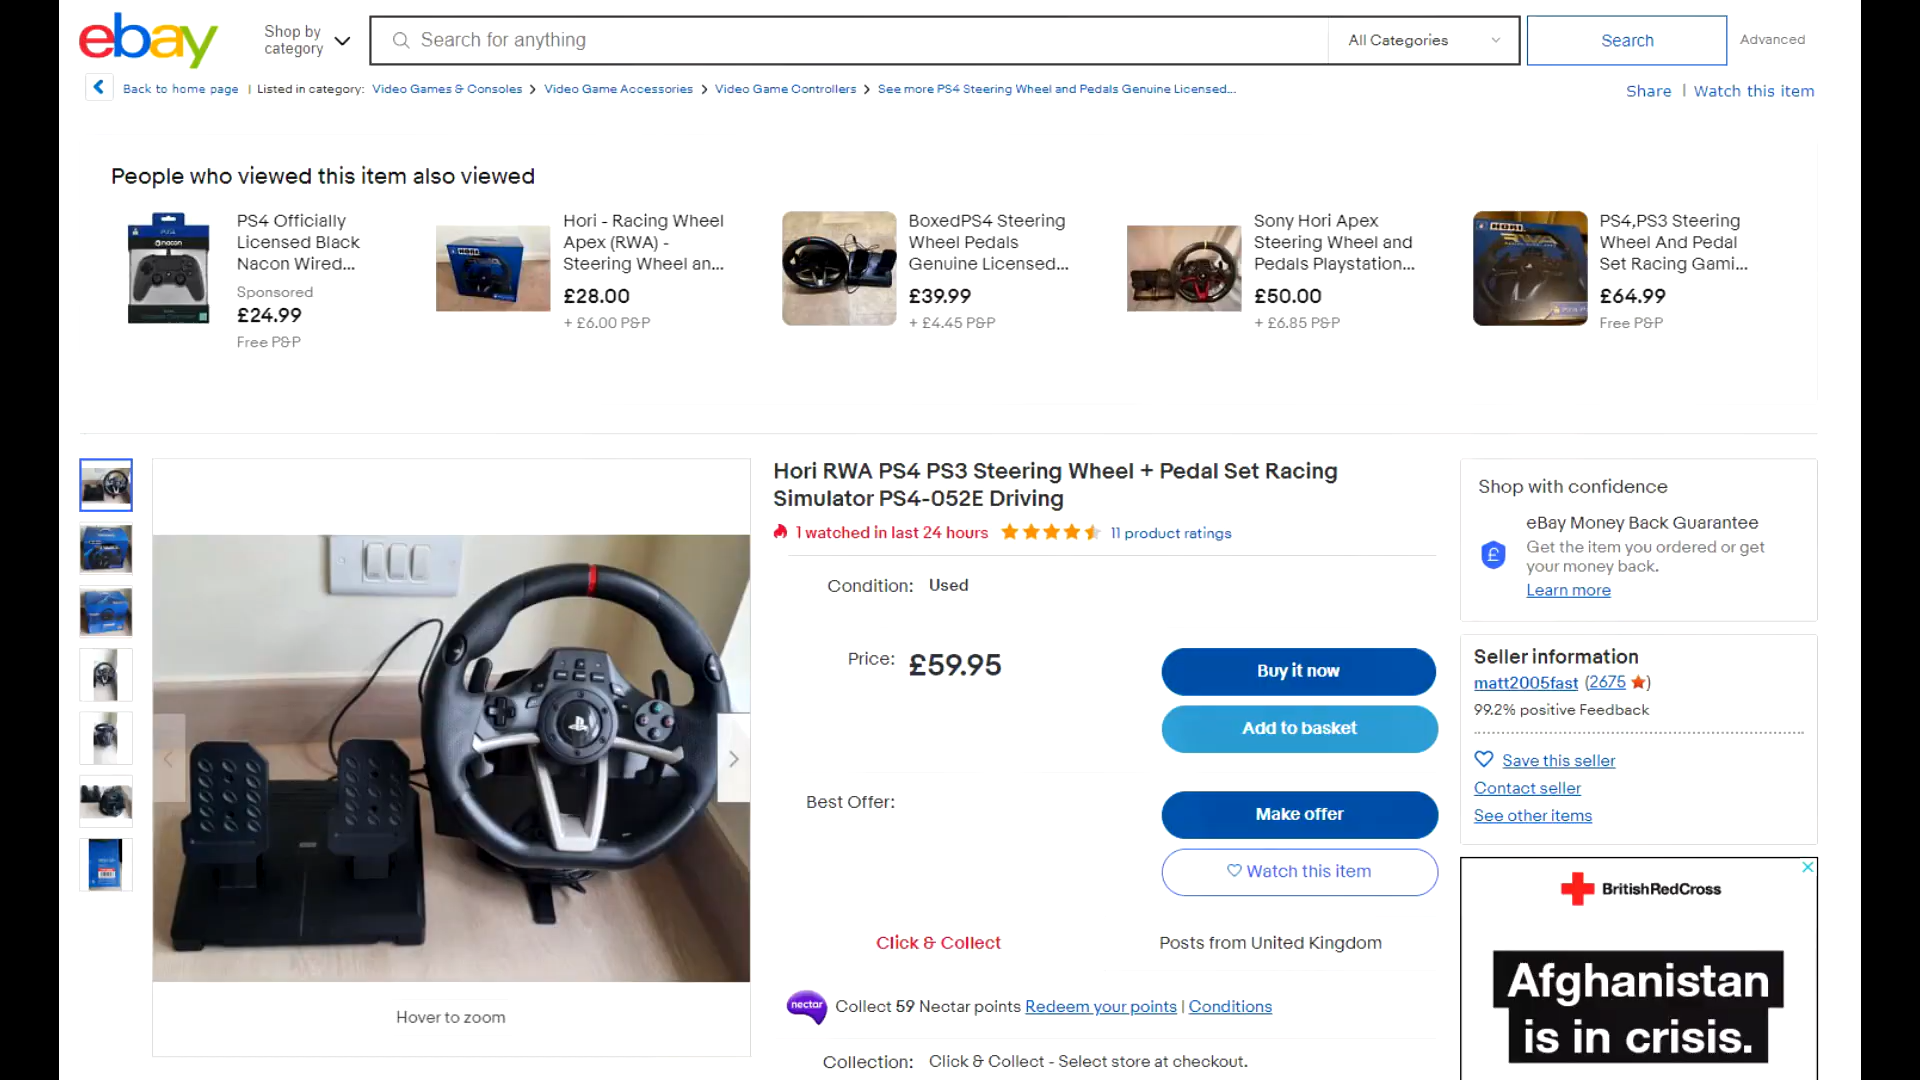 ebay
Shop by
category
Search for anything
All Categories
Search
Advanced
Back to home page | Listed in category: Video Games & Consoles > Video Game Accessories > Video Game Controllers > See more PS4 Steering Wheel and Pedals Genuine Licensed...
Share | Watch this item
People who viewed this item also viewed
PS4 Officially
Licensed Black
Nacon Wired...
Sponsored
£24.99
Free P&P
Hori - Racing Wheel
Apex (RWA) -
Steering Wheel an...
£28.00
+ £6.00 P&P
BoxedPS4 Steering
Wheel Pedals
Genuine Licensed...
£39.99
+ £4.45 P&P
Sony Hori Apex
Steering Wheel and
Pedals Playstation...
£50.00
+ £6.85 P&P
HORI
RWA
PS4,PS3 Steering
Wheel And Pedal
Set Racing Gami...
£64.99
Free P&P
Hover to zoom
Hori RWA PS4 PS3 Steering Wheel + Pedal Set Racing
Simulator PS4-052E Driving
1 watched in last 24 hours
11 product ratings
Condition: Used
Price: £59.95
Buy it now
Add to basket
Best Offer:
Make offer
Watch this item
Click & Collect
Posts from United Kingdom
nectar
Collect 59 Nectar points Redeem your points | Conditions
Collection: Click & Collect - Select store at checkout.
Shop with confidence
eBay Money Back Guarantee
Get the item you ordered or get
your money back.
Learn more
Seller information
matt2005fast (2675 ★)
99.2% positive Feedback
Save this seller
Contact seller
See other items
BritishRedCross
Afghanistan
is in crisis.